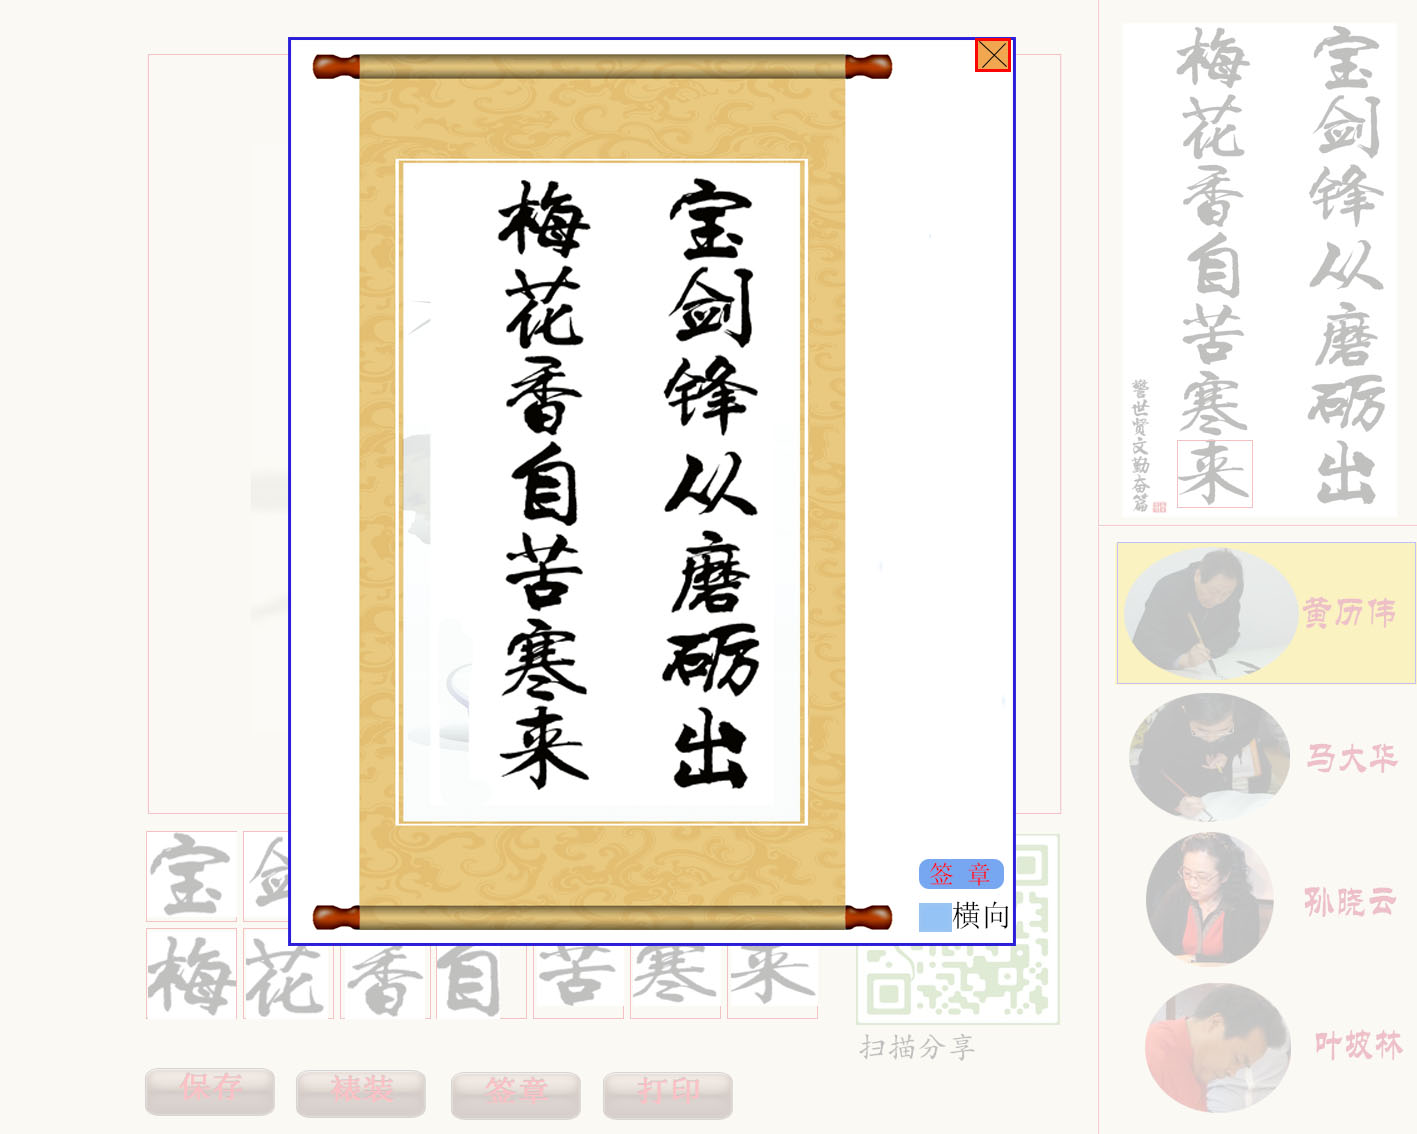 宝剑锋从磨砺出
梅花香自苦寒来
签 章
横向
宝剑锋从磨砺出
梅花香自苦寒来
警世贤文勤奋篇
黄历伟
马大华
孙晓云
叶坡林
宝 剑
梅 花 香 自 苦 寒 来
扫描分享
保存 裱装 签章 打印